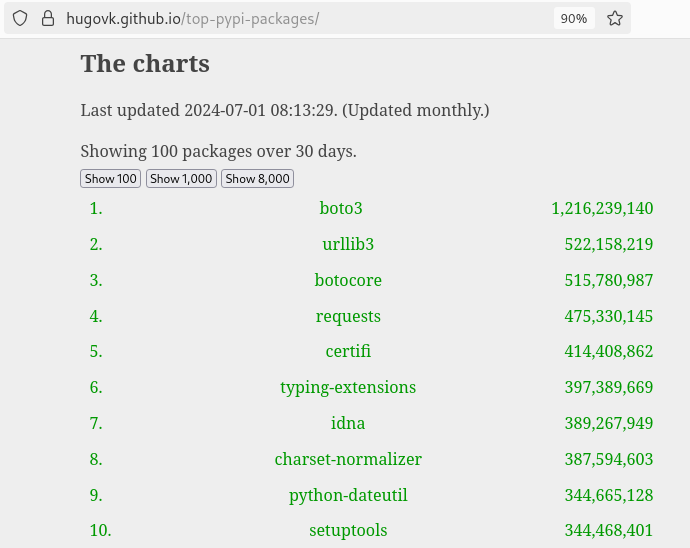 hugovk.github.io/top-pypi-packages/ 90%
The charts
Last updated 2024-07-01 08:13:29. (Updated monthly.)
Showing 100 packages over 30 days.
Show 100 Show 1,000 Show 8,000
1. boto3 1,216,239,140
2. urllib3 522,158,219
3. botocore 515,780,987
4. requests 475,330,145
5. certifi 414,408,862
6. typing-extensions 397,389,669
7. idna 389,267,949
8. charset-normalizer 387,594,603
9. python-dateutil 344,665,128
10. setuptools 344,468,401